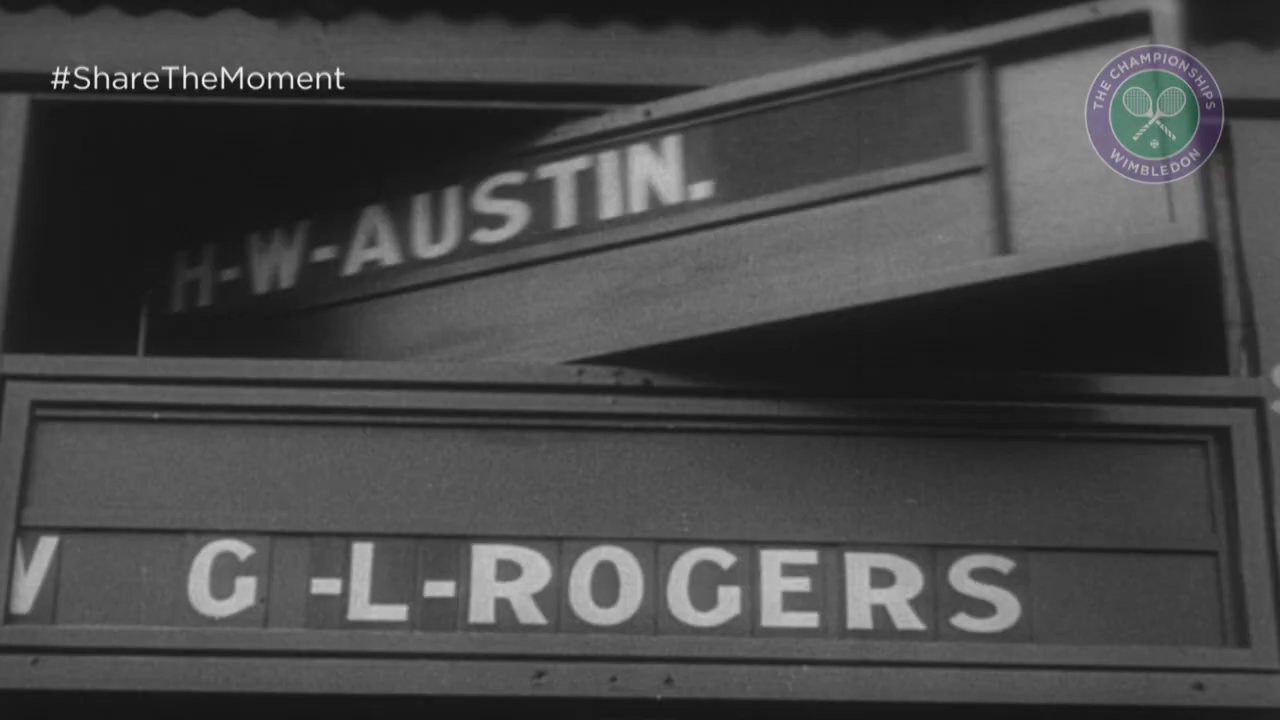 #ShareTheMoment
THE CHAMPIONSHIPS
WIMBLEDON
H-W-AUSTIN.
V G-L-ROGERS